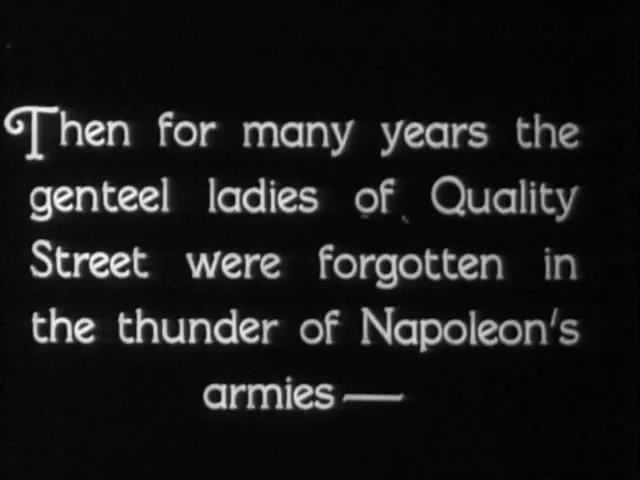 Then for many years the
genteel ladies of Quality
Street were forgotten in
the thunder of Napoleon's
armies —